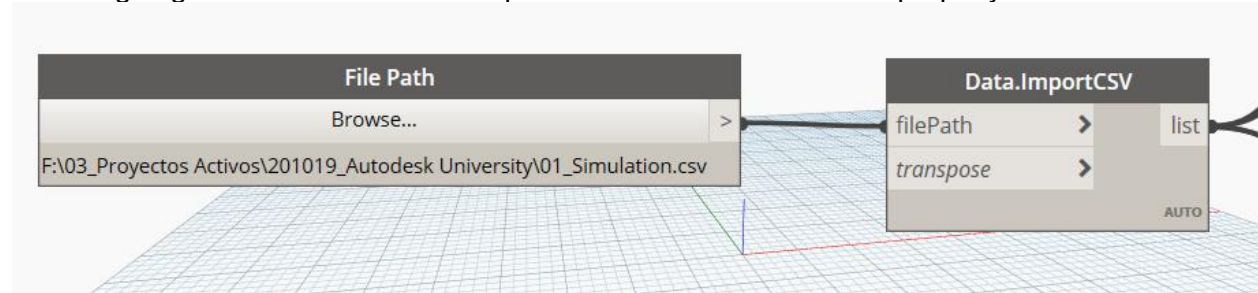 File Path
Browse...
>
F:\03_Proyectos Activos\201019_Autodesk University\01_Simulation.csv
Data.ImportCSV
filePath > list
transpose >
AUTO